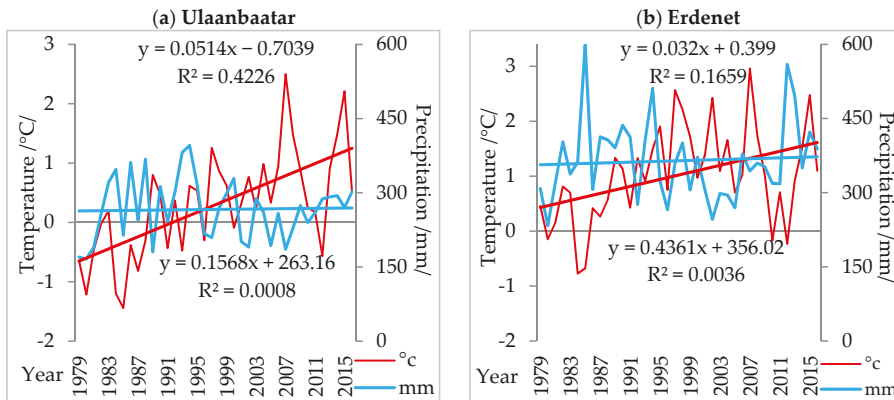 (a) Ulaanbaatar
y = 0.0514x − 0.7039
R² = 0.4226
y = 0.1568x + 263.16
R² = 0.0008
Temperature /°C/
3
2
1
0
-1
-2
Precipitation /mm/
600
450
300
150
0
Year
1979
1983
1987
1991
1995
1999
2003
2007
2011
2015
°c
mm
(b) Erdenet
y = 0.032x + 0.399
R² = 0.1659
y = 0.4361x + 356.02
R² = 0.0036
Temperature /°C/
3
2
1
0
-1
-2
Precipitation /mm/
600
450
300
150
0
Year
1979
1983
1987
1991
1995
1999
2003
2007
2011
2015
°c
mm